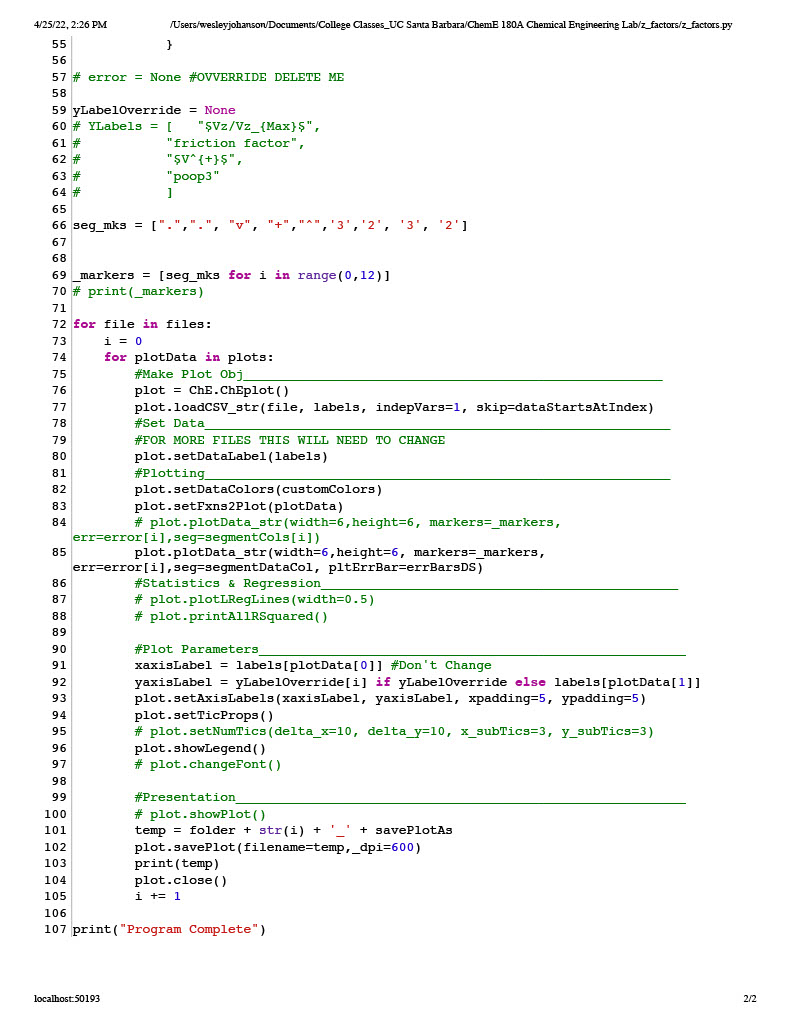 4/25/22, 2:26 PM /Users/wesleyjohanson/Documents/College Classes_UC Santa Barbara/ChemE 180A Chemical Engineering Lab/z_factors/z_factors.py
55             }
56
57 # error = None #OVVERRIDE DELETE ME
58
59 yLabelOverride = None
60 # YLabels = [   "$Vz/Vz_{Max}$",
61 #           "friction factor",
62 #           "$V^{+}$",
63 #           "poop3"
64 #           ]
65
66 seg_mks = [".",".", "v", "+","^",'3','2', '3', '2']
67
68
69 _markers = [seg_mks for i in range(0,12)]
70 # print(_markers)
71
72 for file in files:
73     i = 0
74     for plotData in plots:
75         #Make Plot Obj______________________________________________________
76         plot = ChE.ChEplot()
77         plot.loadCSV_str(file, labels, indepVars=1, skip=dataStartsAtIndex)
78         #Set Data____________________________________________________________
79         #FOR MORE FILES THIS WILL NEED TO CHANGE
80         plot.setDataLabel(labels)
81         #Plotting____________________________________________________________
82         plot.setDataColors(customColors)
83         plot.setFxns2Plot(plotData)
84         # plot.plotData_str(width=6,height=6, markers=_markers,
err=error[i],seg=segmentCols[i])
85         plot.plotData_str(width=6,height=6, markers=_markers,
err=error[i],seg=segmentDataCol, pltErrBar=errBarsDS)
86         #Statistics & Regression______________________________________________
87         # plot.plotLRegLines(width=0.5)
88         # plot.printAllRSquared()
89
90         #Plot Parameters_______________________________________________________
91         xaxisLabel = labels[plotData[0]] #Don't Change
92         yaxisLabel = yLabelOverride[i] if yLabelOverride else labels[plotData[1]]
93         plot.setAxisLabels(xaxisLabel, yaxisLabel, xpadding=5, ypadding=5)
94         plot.setTicProps()
95         # plot.setNumTics(delta_x=10, delta_y=10, x_subTics=3, y_subTics=3)
96         plot.showLegend()
97         # plot.changeFont()
98
99         #Presentation__________________________________________________________
100         # plot.showPlot()
101         temp = folder + str(i) + '_' + savePlotAs
102         plot.savePlot(filename=temp,_dpi=600)
103         print(temp)
104         plot.close()
105         i += 1
106
107 print("Program Complete")
localhost:50193 2/2